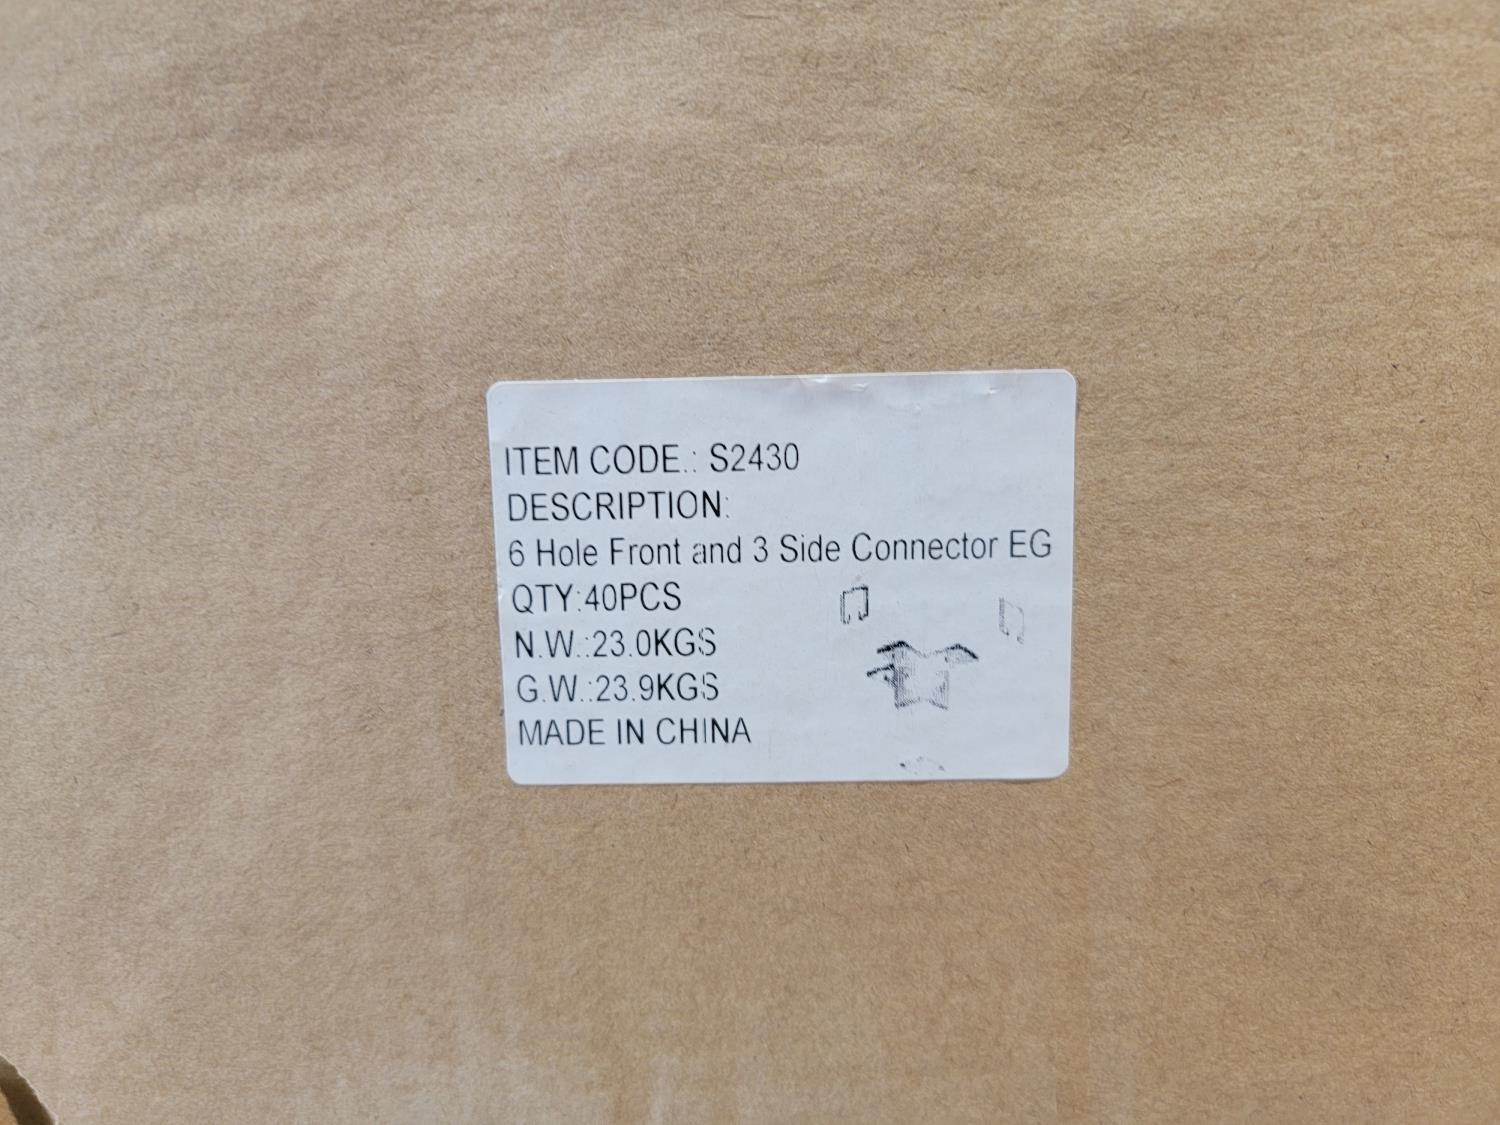 ITEM CODE.: S2430
DESCRIPTION:
6 Hole Front and 3 Side Connector EG
QTY:40PCS
N.W.:23.0KGS
G.W.:23.9KGS
MADE IN CHINA